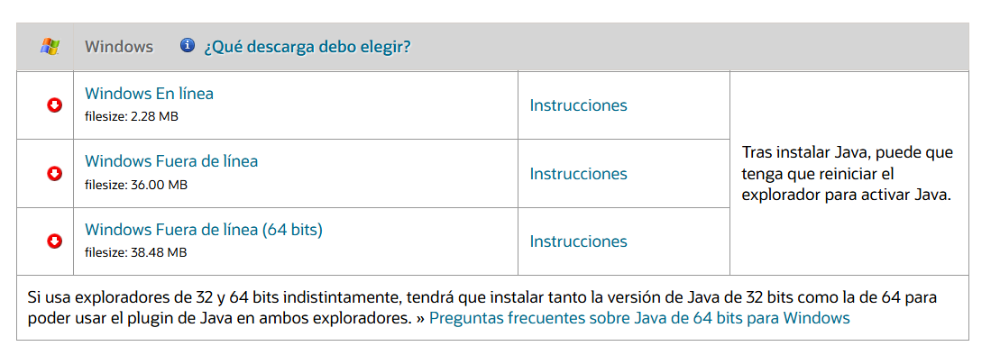 Windows ¿Qué descarga debo elegir?
Windows En línea
filesize: 2.28 MB
Instrucciones
Windows Fuera de línea
filesize: 36.00 MB
Instrucciones
Windows Fuera de línea (64 bits)
filesize: 38.48 MB
Instrucciones
Tras instalar Java, puede que
tenga que reiniciar el
explorador para activar Java.
Si usa exploradores de 32 y 64 bits indistintamente, tendrá que instalar tanto la versión de Java de 32 bits como la de 64 para
poder usar el plugin de Java en ambos exploradores. » Preguntas frecuentes sobre Java de 64 bits para Windows